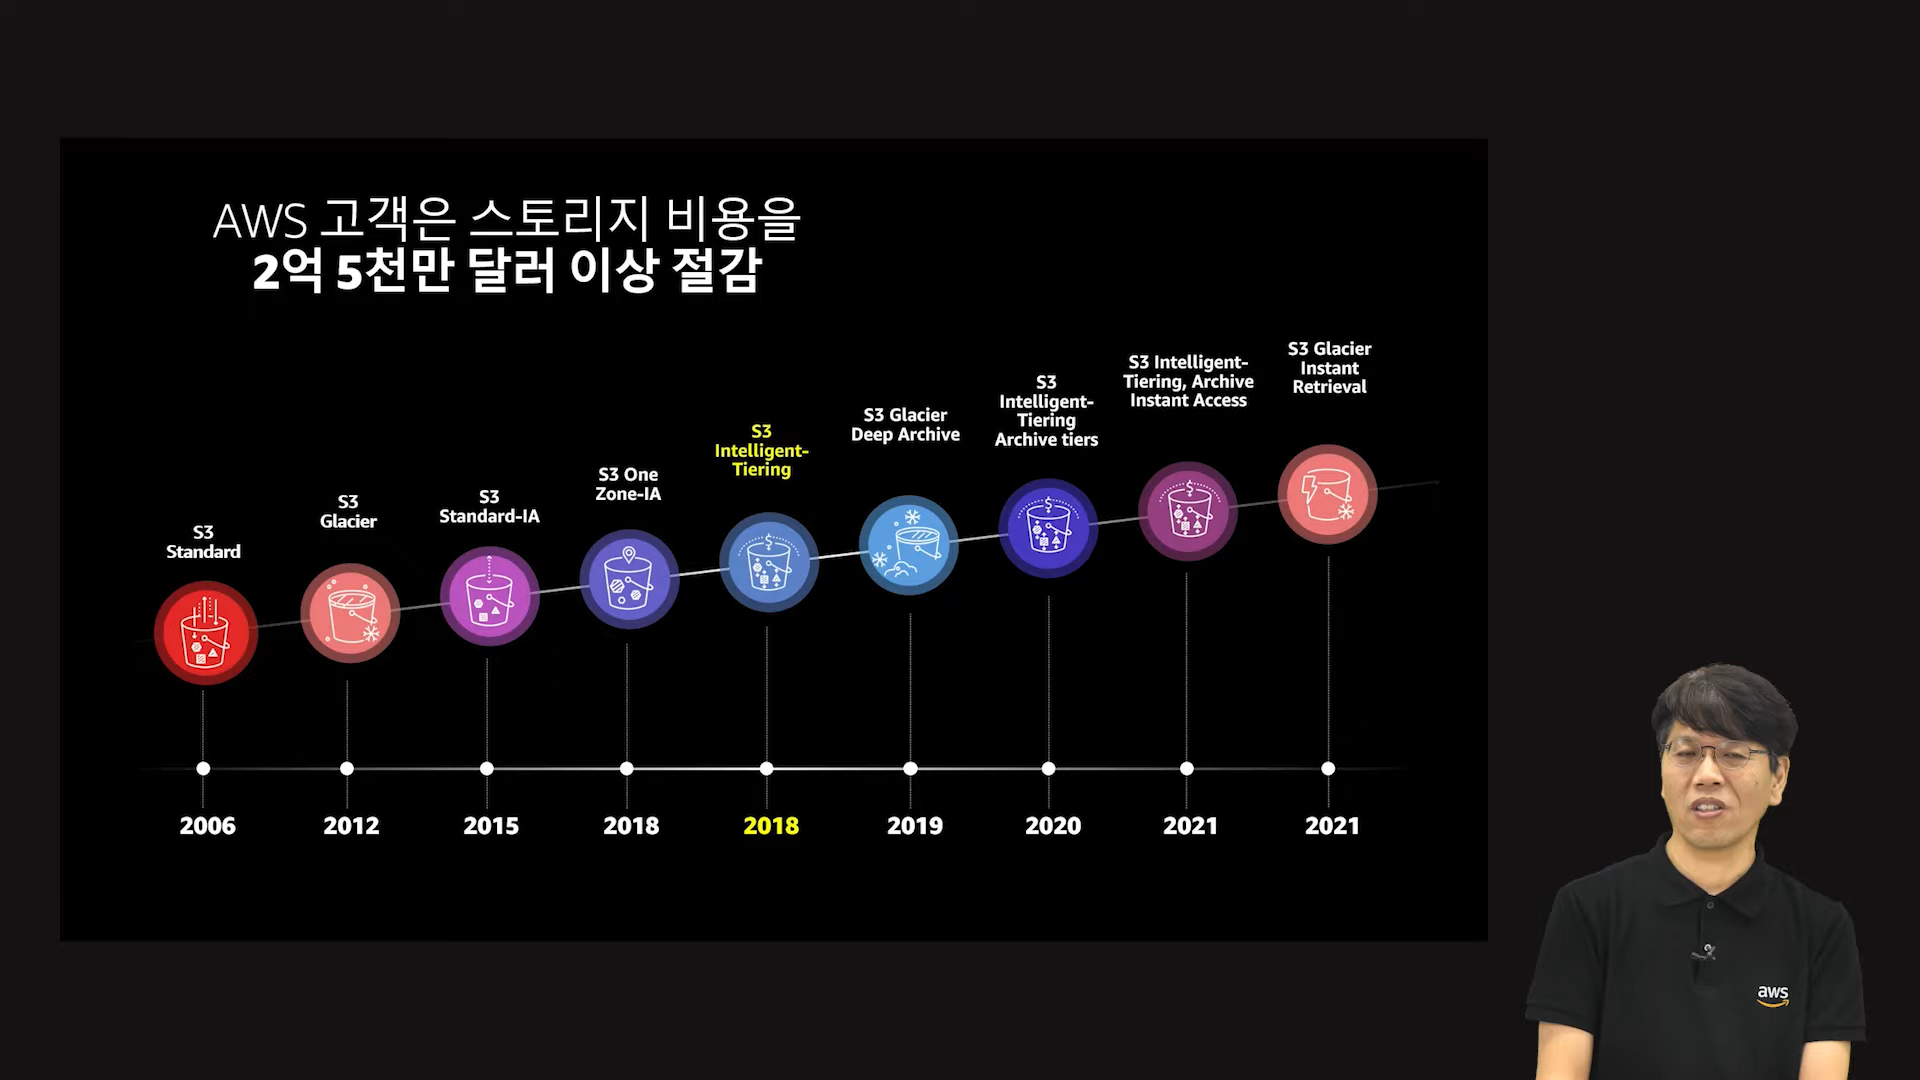 AWS 고객은 스토리지 비용을
2억 5천만 달러 이상 절감
S3
Standard
S3
Glacier
S3
Standard-IA
S3 One
Zone-IA
S3
Intelligent-
Tiering
S3 Glacier
Deep Archive
S3
Intelligent-
Tiering
Archive tiers
S3 Intelligent-
Tiering, Archive
Instant Access
S3 Glacier
Instant
Retrieval
2006
2012
2015
2018
2018
2019
2020
2021
2021
aws